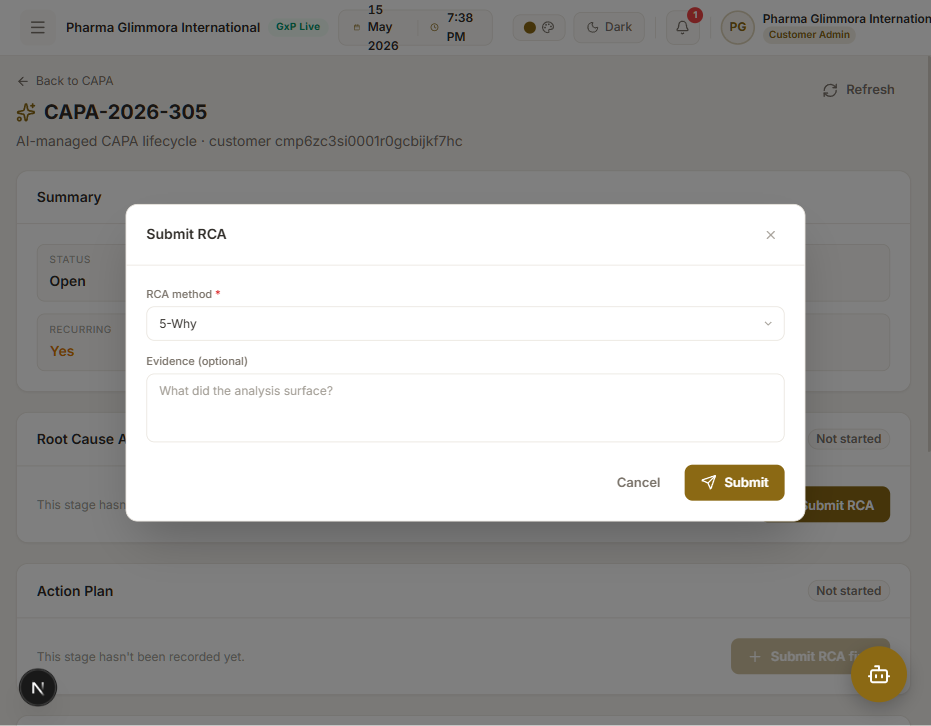 Pharma Glimmora International
GxP Live
15 May 2026
7:38 PM
Dark
1
PG
Pharma Glimmora Internation
Customer Admin
Back to CAPA
CAPA-2026-305
Refresh
AI-managed CAPA lifecycle · customer cmp6zc3si0001r0gcbijkf7hc
Summary
STATUS
Open
RECURRING
Yes
Submit RCA
RCA method *
5-Why
Evidence (optional)
What did the analysis surface?
Cancel
Submit
Root Cause A
Not started
This stage hasn
Submit RCA
Action Plan
Not started
This stage hasn't been recorded yet.
+ Submit RCA fi
N